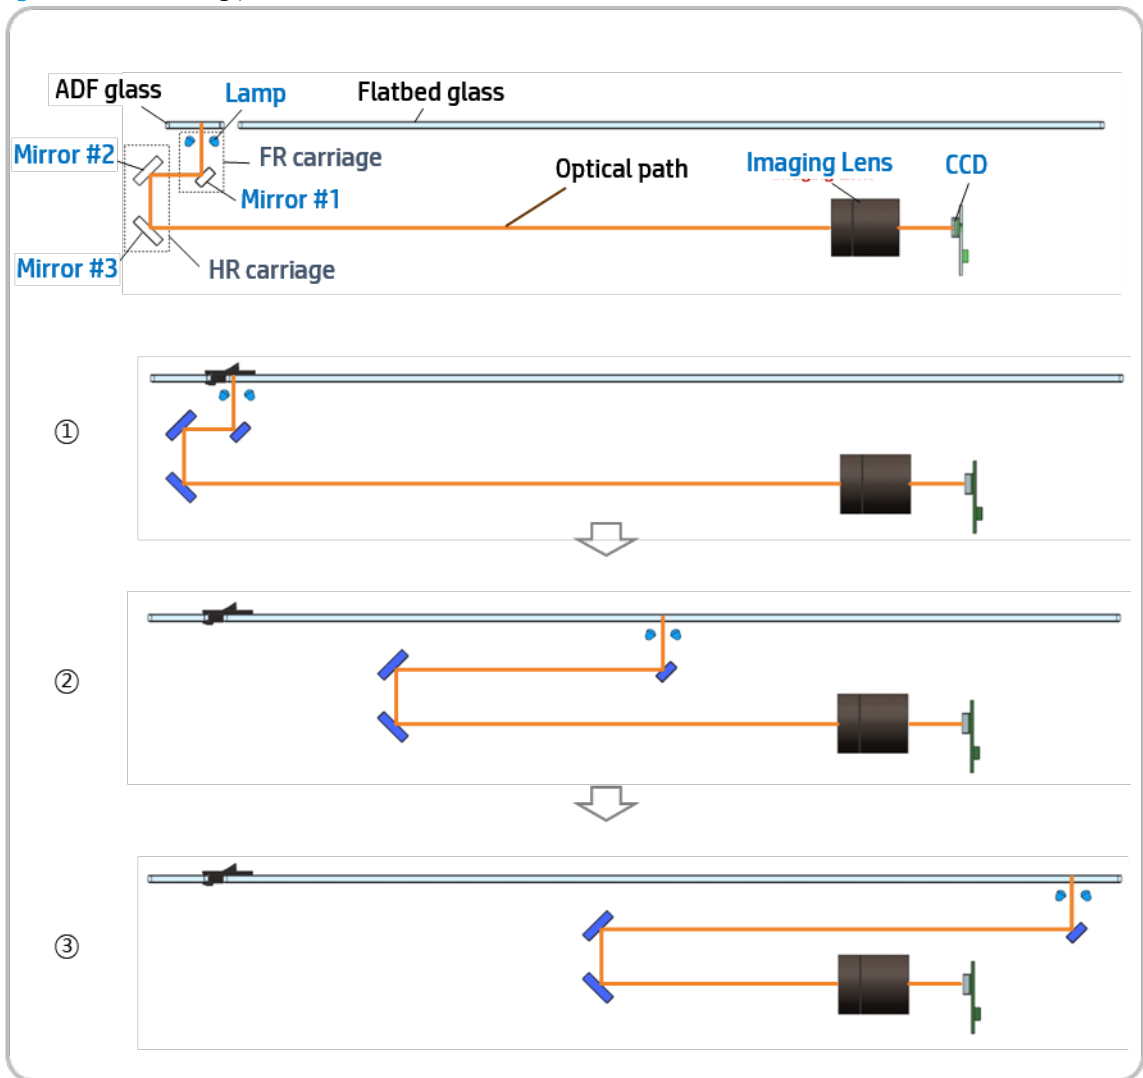 ADF glass
Lamp
Flatbed glass
Mirror #2
FR carriage
Optical path
Imaging Lens
CCD
Mirror #1
Mirror #3
HR carriage
①
②
③